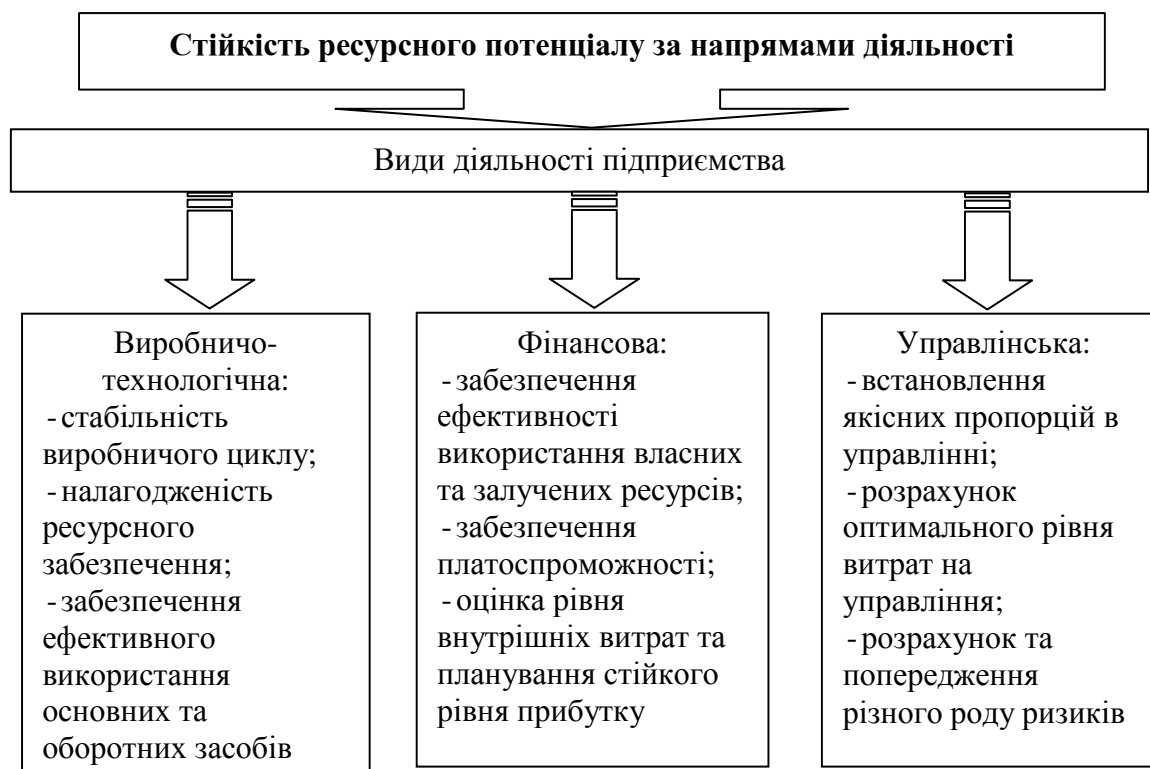 Стійкість ресурсного потенціалу за напрямами діяльності
Види діяльності підприємства
Виробничо-
технологічна:
- стабільність
виробничого циклу;
- налагодженість
ресурсного
забезпечення;
- забезпечення
ефективного
використання
основних та
оборотних засобів
Фінансова:
- забезпечення
ефективності
використання власних
та залучених ресурсів;
- забезпечення
платоспроможності;
- оцінка рівня
внутрішніх витрат та
планування стійкого
рівня прибутку
Управлінська:
- встановлення
якісних пропорцій в
управлінні;
- розрахунок
оптимального рівня
витрат на
управління;
- розрахунок та
попередження
різного роду ризиків